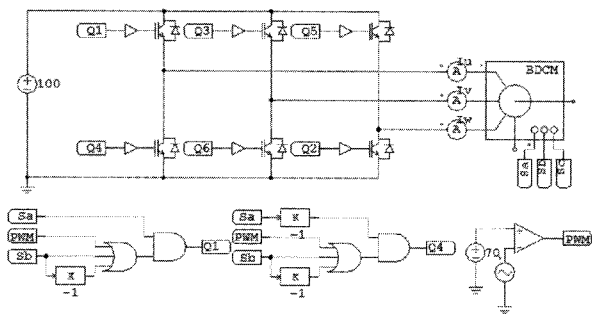 Q1 Q3 Q5
100
Iu
Iv
Iw
BDCM
Q4 Q6 Q2
Sa Sb Sc
Sa
PWM
Sb
K
-1
Q1
Sa
K
-1
PWM
Sb
K
-1
Q4
70
PWM